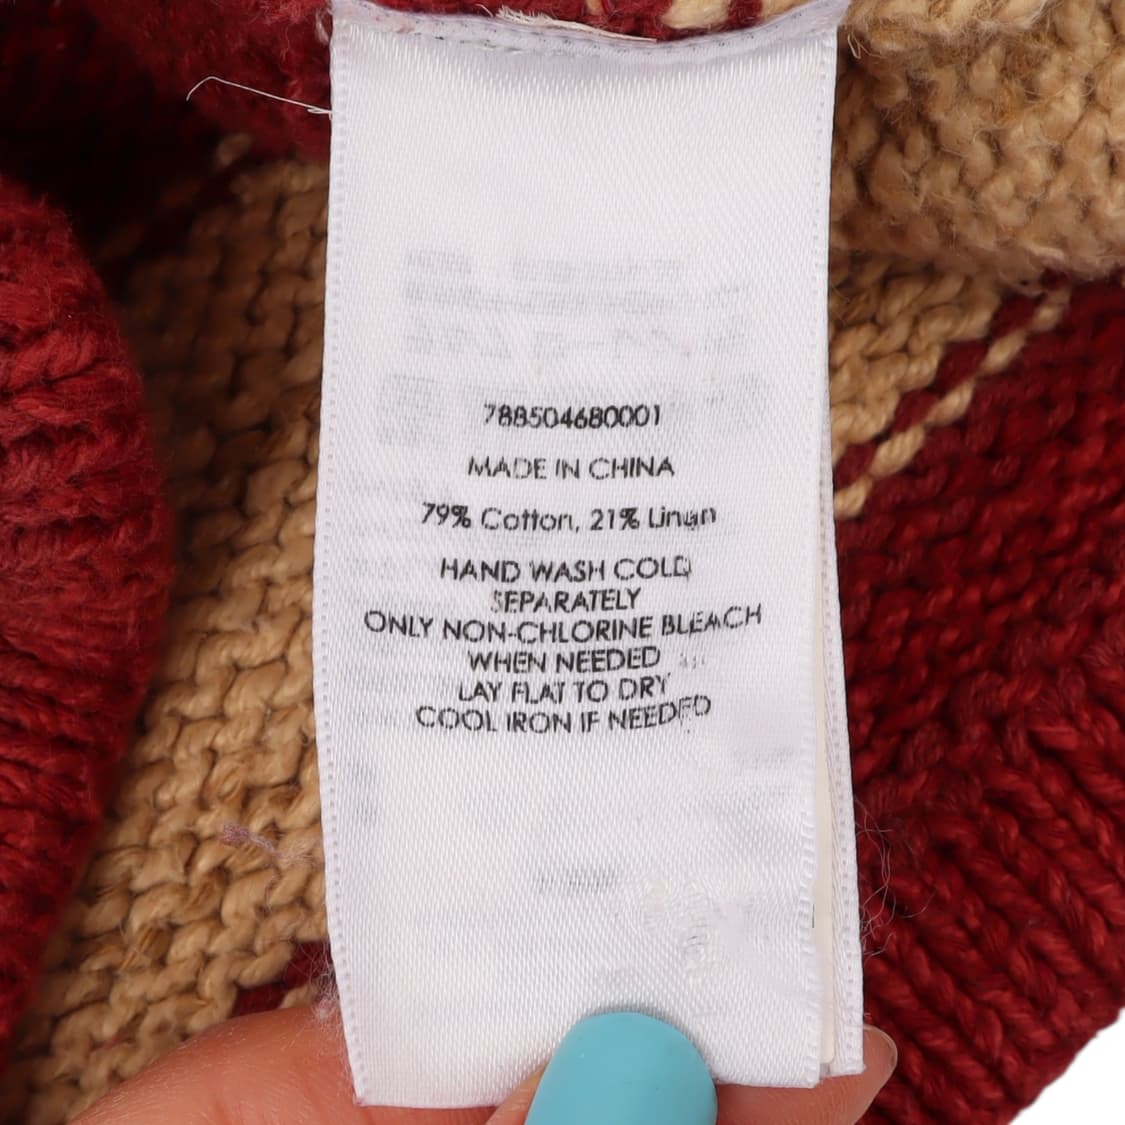 788504680001
MADE IN CHINA
79% Cotton, 21% Linen
HAND WASH COLD
SEPARATELY
ONLY NON-CHLORINE BLEACH
WHEN NEEDED
LAY FLAT TO DRY
COOL IRON IF NEEDED